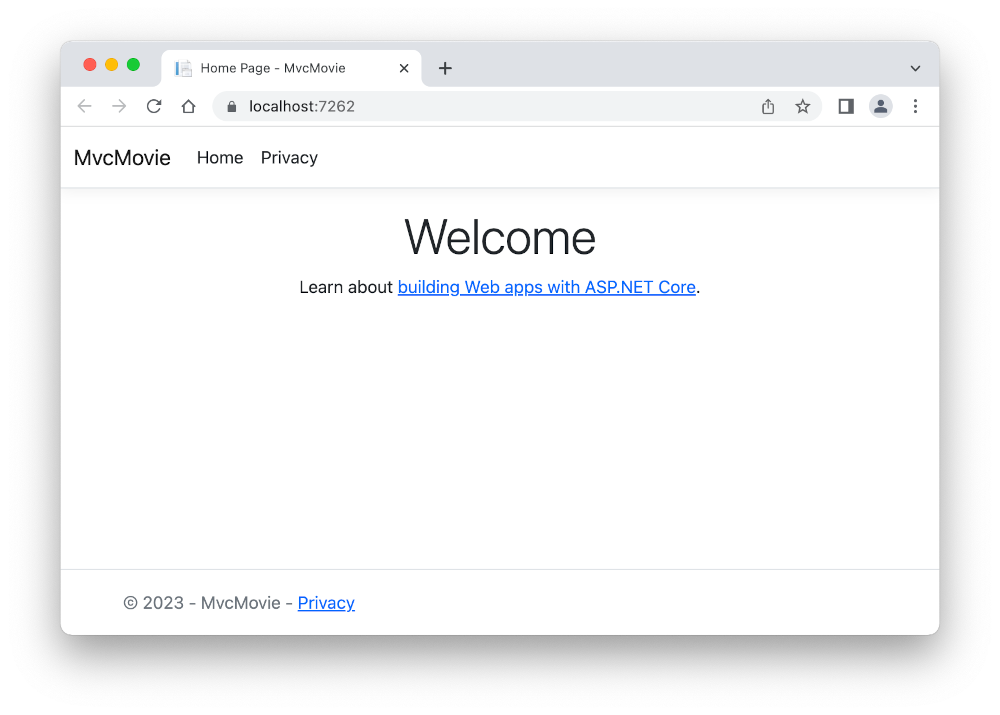 Home Page - MvcMovie
localhost:7262
MvcMovie Home Privacy
Welcome
Learn about building Web apps with ASP.NET Core.
© 2023 - MvcMovie - Privacy